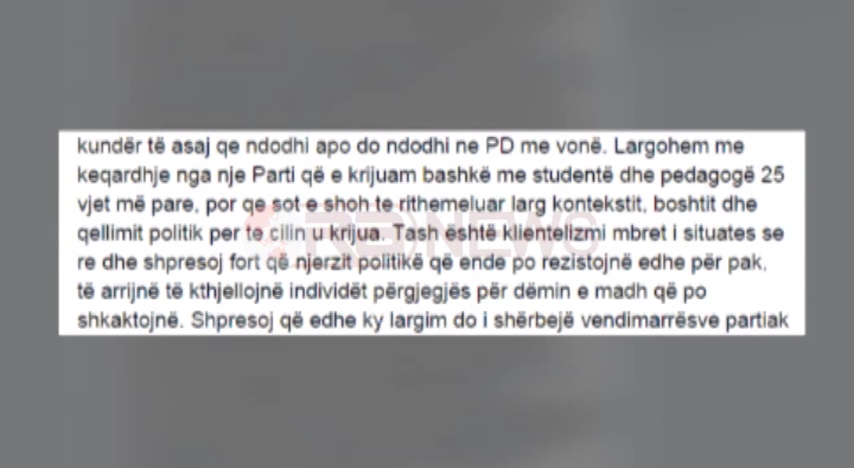 kundër të asaj qe ndodhi apo do ndodhi ne PD me vonë. Largohem me
keqardhje nga nje Parti që e krijuam bashkë me studentë dhe pedagogë 25
vjet më pare, por qe sot e shoh te rithemeluar larg kontekstit, boshtit dhe
qellimit politik per te cilin u krijua. Tash është klientelizmi mbret i situates se
re dhe shpresoj fort që njerzit politikë që ende po rezistojnë edhe për pak,
të arrijnë të kthjellojnë individët përgjegjës për dëmin e madh që po
shkaktojnë. Shpresoj që edhe ky largim do i shërbejë vendimarrësve partiak
NEWS